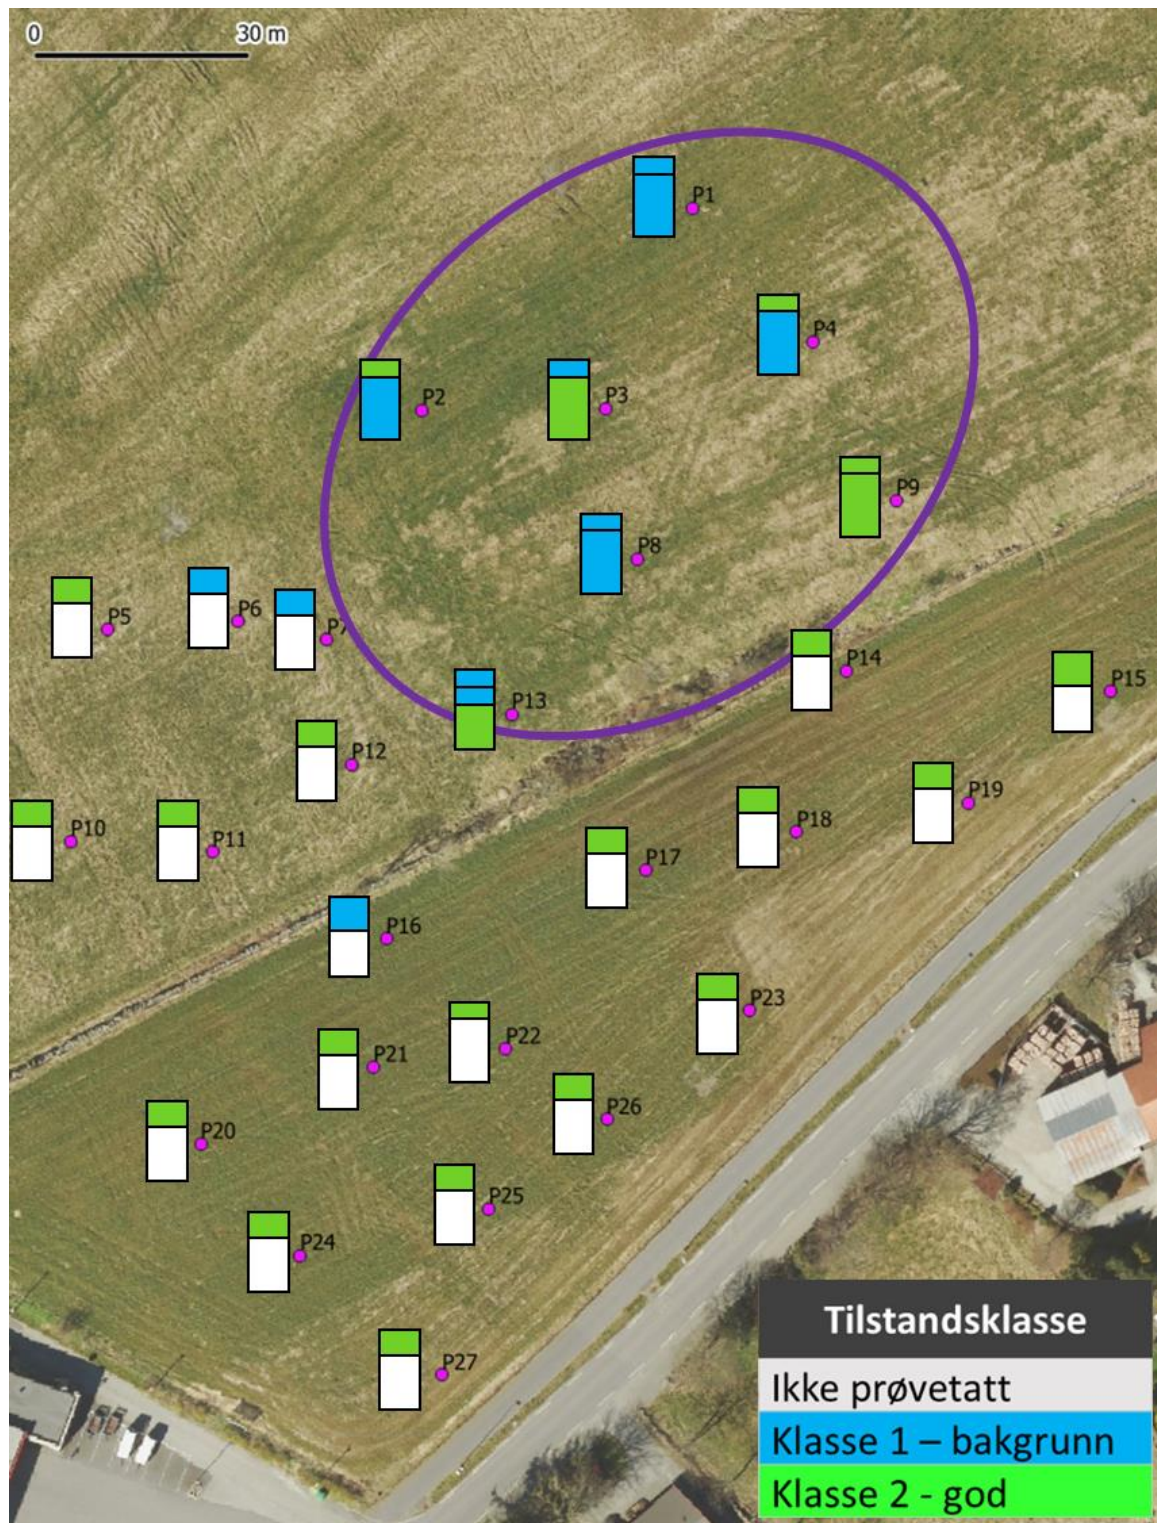 0 30 m
P1
P4
P2
P3
P9
P8
P5
P6
P7
P14
P15
P13
P12
P19
P10
P11
P18
P17
P16
P23
P22
P21
P26
P20
P25
P24
P27
Tilstandsklasse
Ikke prøvetatt
Klasse 1 – bakgrunn
Klasse 2 - god